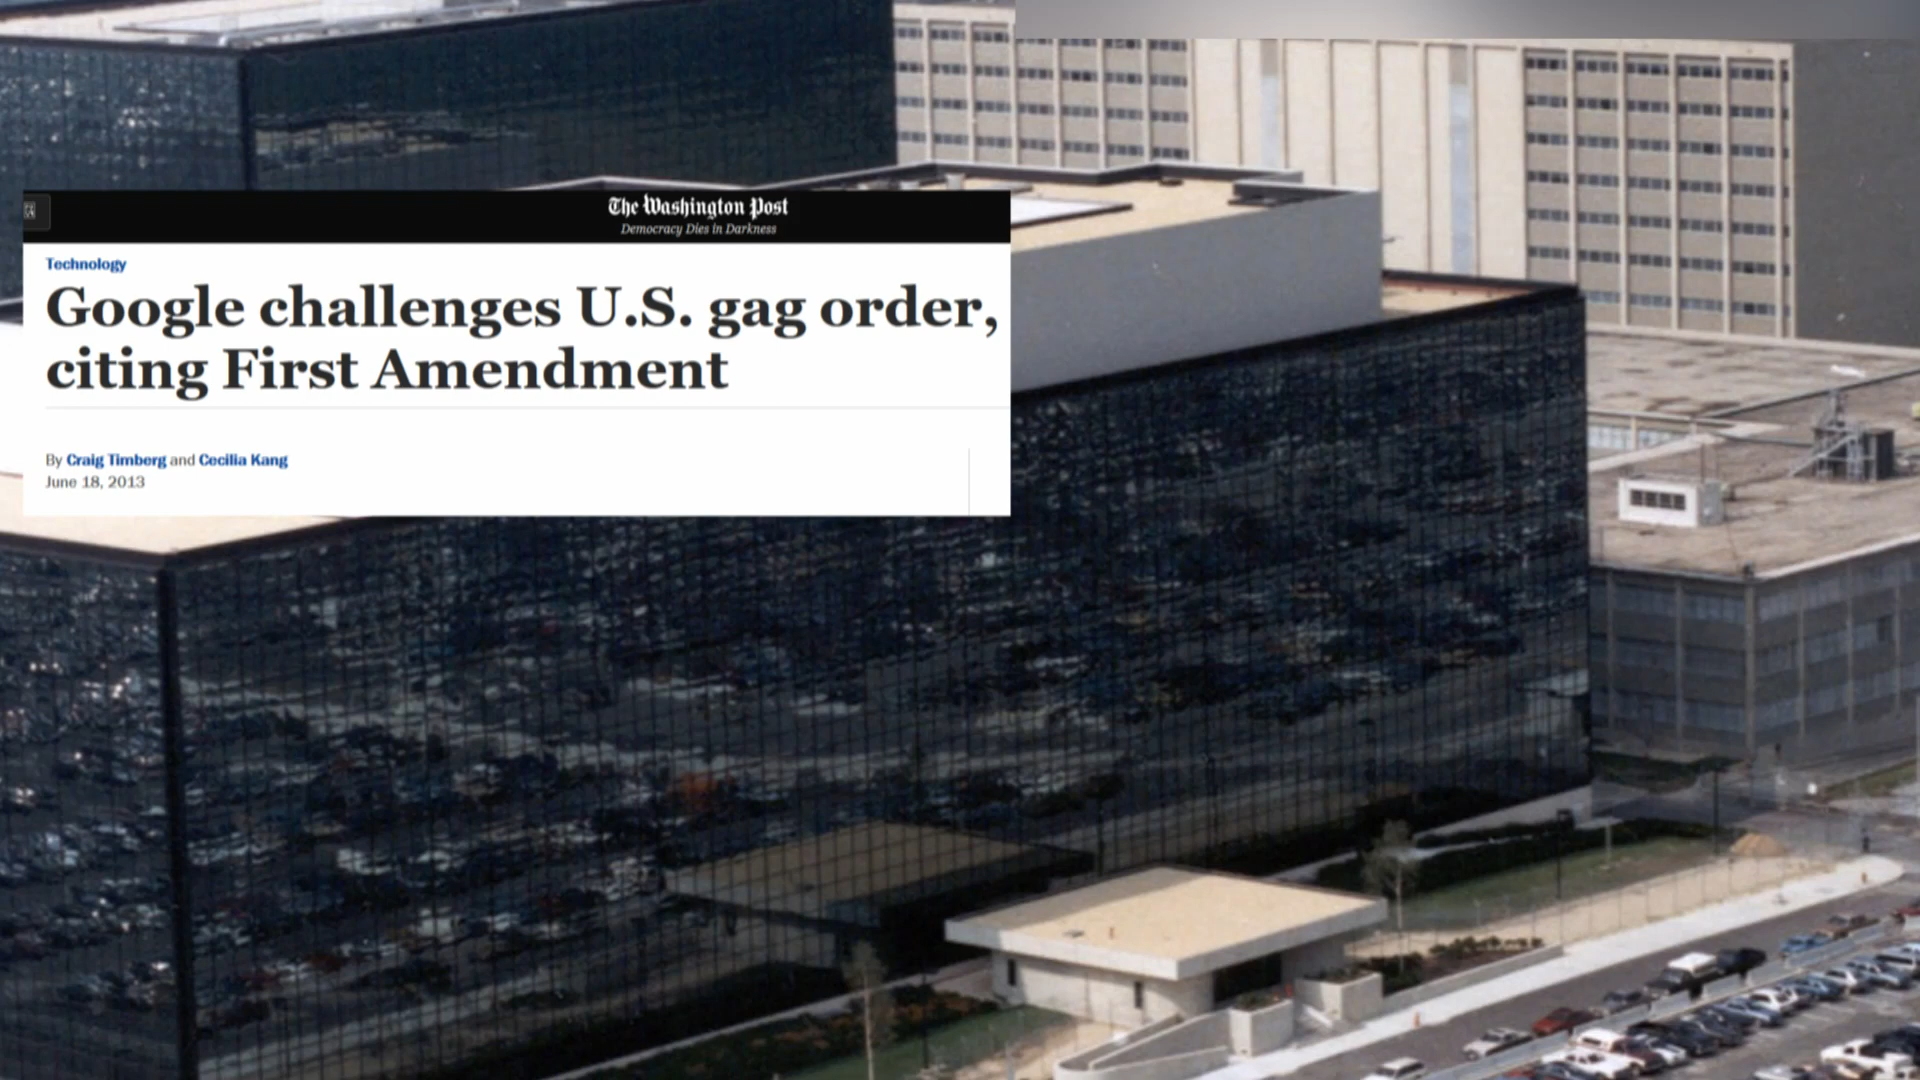 The Washington Post
Democracy Dies in Darkness
Technology
Google challenges U.S. gag order,
citing First Amendment
By Craig Timberg and Cecilia Kang
June 18, 2013